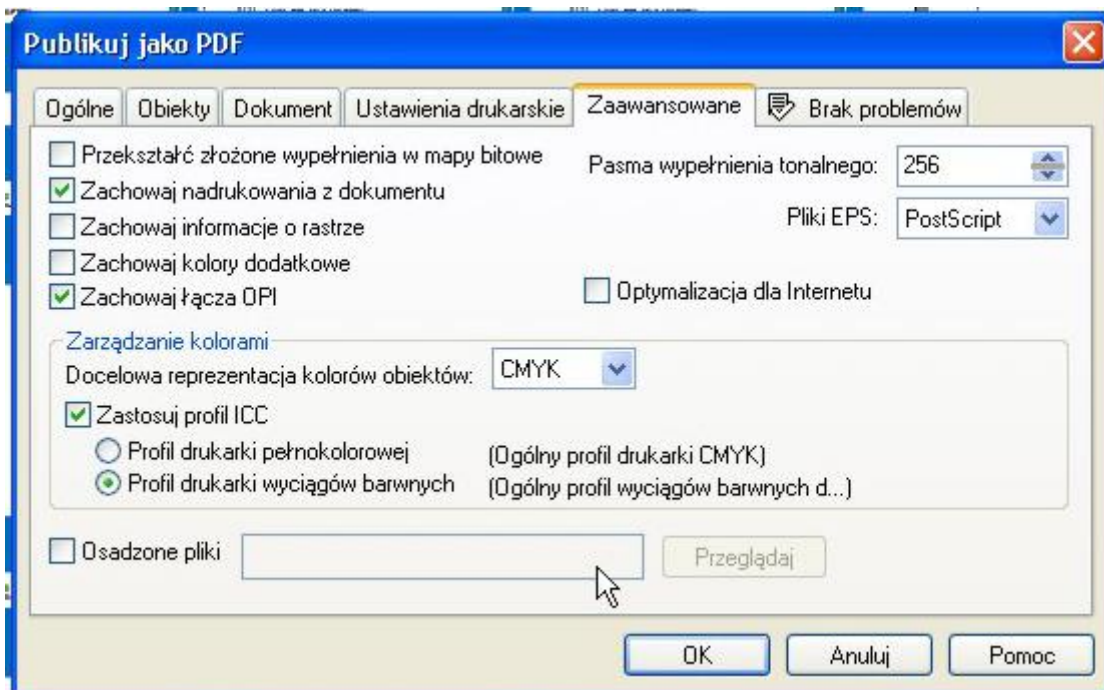 Publikuj jako PDF
Ogólne Obiekty Dokument Ustawienia drukarskie Zaawansowane Brak problemów
Przekształć złożone wypełnienia w mapy bitowe
Pasma wypełnienia tonalnego: 256
Zachowaj nadrukowania z dokumentu
Pliki EPS: PostScript
Zachowaj informacje o rastrze
Zachowaj kolory dodatkowe
Zachowaj łącza OPI
Optymalizacja dla Internetu
Zarządzanie kolorami
Docelowa reprezentacja kolorów obiektów: CMYK
Zastosuj profil ICC
Profil drukarki pełnokolorowej (Ogólny profil drukarki CMYK)
Profil drukarki wyciągów barwnych (Ogólny profil wyciągów barwnych d...)
Osadzone pliki Przeglądaj
OK Anuluj Pomoc